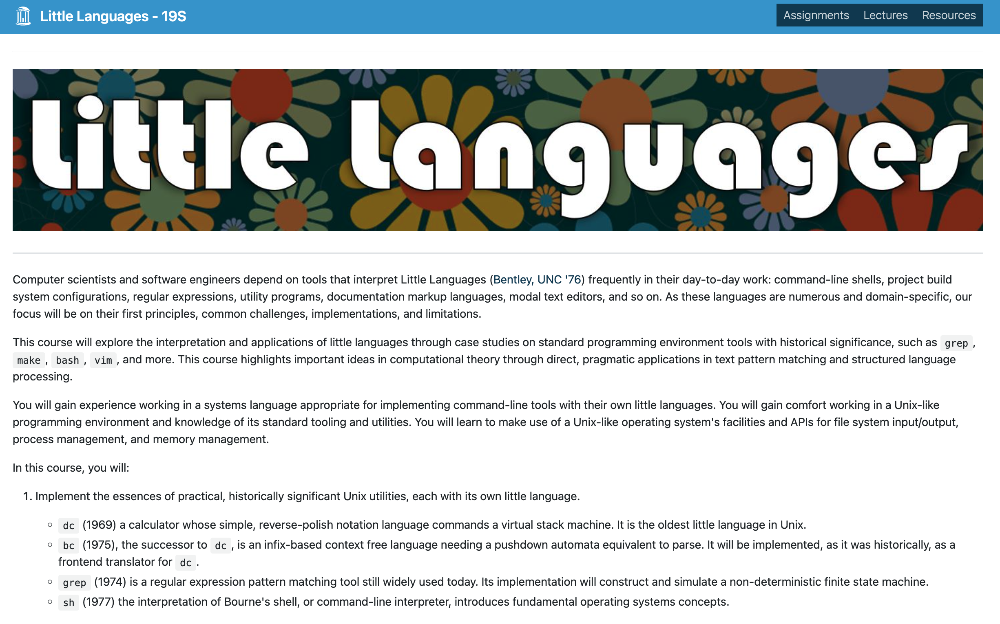 Little Languages - 19S
Assignments Lectures Resources
Little Languages
Computer scientists and software engineers depend on tools that interpret Little Languages (Bentley, UNC '76) frequently in their day-to-day work: command-line shells, project build
system configurations, regular expressions, utility programs, documentation markup languages, modal text editors, and so on. As these languages are numerous and domain-specific, our
focus will be on their first principles, common challenges, implementations, and limitations.
This course will explore the interpretation and applications of little languages through case studies on standard programming environment tools with historical significance, such as grep ,
make , bash , vim , and more. This course highlights important ideas in computational theory through direct, pragmatic applications in text pattern matching and structured language
processing.
You will gain experience working in a systems language appropriate for implementing command-line tools with their own little languages. You will gain comfort working in a Unix-like
programming environment and knowledge of its standard tooling and utilities. You will learn to make use of a Unix-like operating system's facilities and APIs for file system input/output,
process management, and memory management.
In this course, you will:
1. Implement the essences of practical, historically significant Unix utilities, each with its own little language.
◦ dc (1969) a calculator whose simple, reverse-polish notation language commands a virtual stack machine. It is the oldest little language in Unix.
◦ bc (1975), the successor to dc , is an infix-based context free language needing a pushdown automata equivalent to parse. It will be implemented, as it was historically, as a
frontend translator for dc .
◦ grep (1974) is a regular expression pattern matching tool still widely used today. Its implementation will construct and simulate a non-deterministic finite state machine.
◦ sh (1977) the interpretation of Bourne's shell, or command-line interpreter, introduces fundamental operating systems concepts.